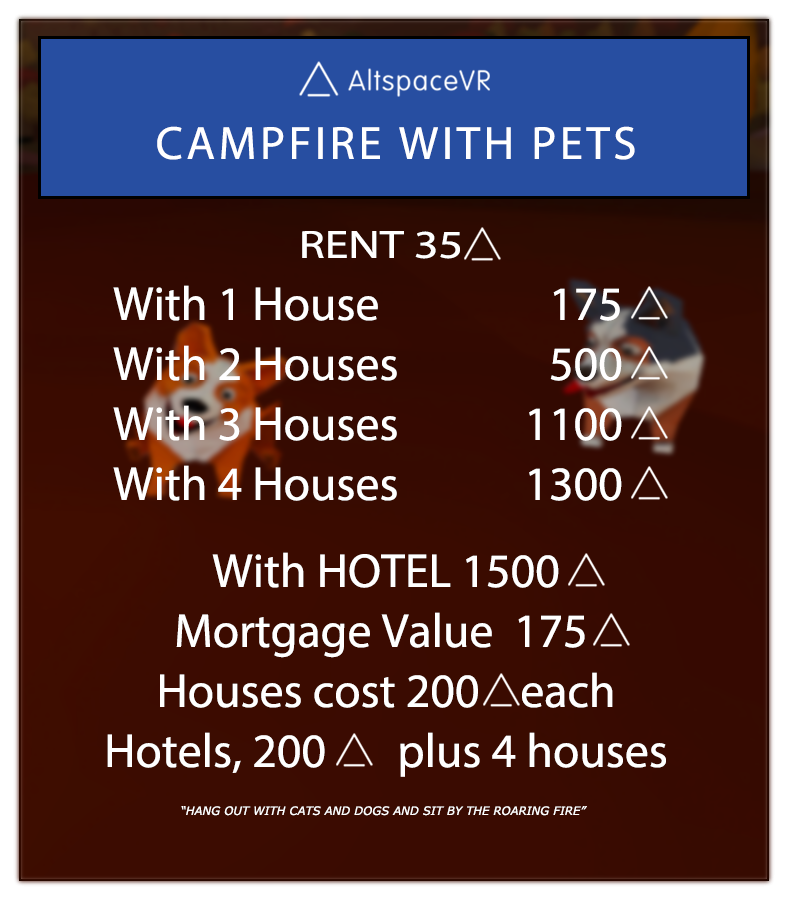 AltspaceVR
CAMPFIRE WITH PETS
RENT 35△
With 1 House 175 △
With 2 Houses 500 △
With 3 Houses 1100 △
With 4 Houses 1300 △
With HOTEL 1500 △
Mortgage Value 175 △
Houses cost 200△each
Hotels, 200 △ plus 4 houses
"HANG OUT WITH CATS AND DOGS AND SIT BY THE ROARING FIRE"